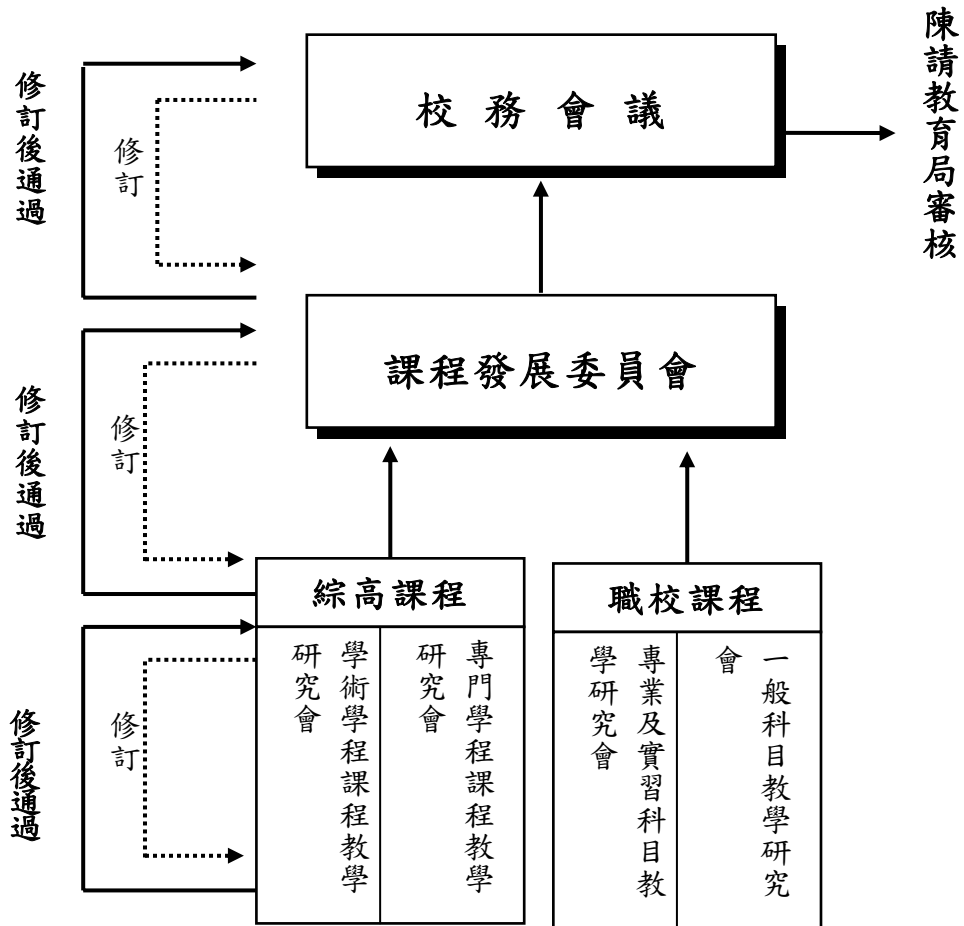 陳請教育局審核
校務會議
修訂後通過
修訂
課程發展委員會
修訂後通過
修訂
綜高課程
職校課程
專門學程課程教學
研究會
學術學程課程教學
研究會
一般科目教學研究
會
專業及實習科目教
學研究會
修訂後通過
修訂